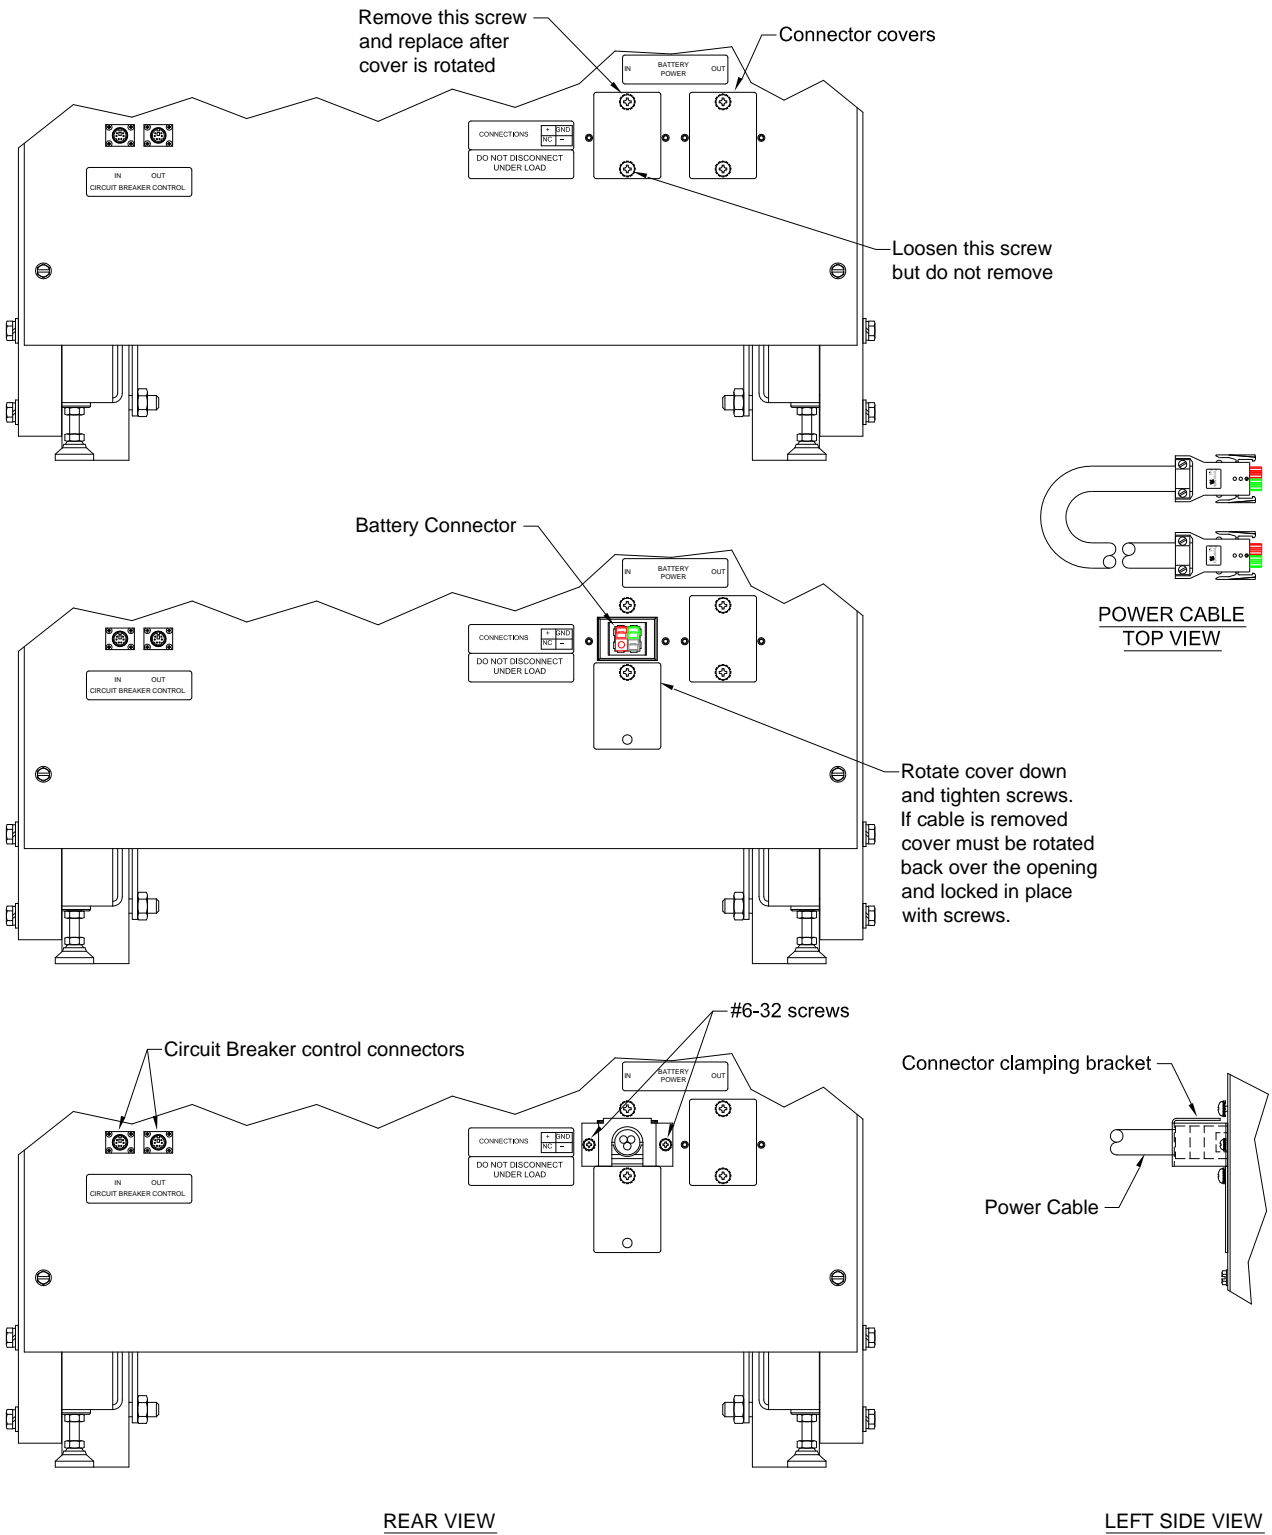 Remove this screw
and replace after
cover is rotated
Connector covers
IN BATTERY OUT
POWER
CONNECTIONS + GND
NC −
DO NOT DISCONNECT
UNDER LOAD
IN OUT
CIRCUIT BREAKER CONTROL
Loosen this screw
but do not remove
Battery Connector
IN BATTERY OUT
POWER
CONNECTIONS + GND
NC −
DO NOT DISCONNECT
UNDER LOAD
IN OUT
CIRCUIT BREAKER CONTROL
POWER CABLE
TOP VIEW
Rotate cover down
and tighten screws.
If cable is removed
cover must be rotated
back over the opening
and locked in place
with screws.
#6-32 screws
Circuit Breaker control connectors
IN BATTERY OUT
POWER
CONNECTIONS + GND
NC −
DO NOT DISCONNECT
UNDER LOAD
IN OUT
CIRCUIT BREAKER CONTROL
Connector clamping bracket
Power Cable
REAR VIEW
LEFT SIDE VIEW